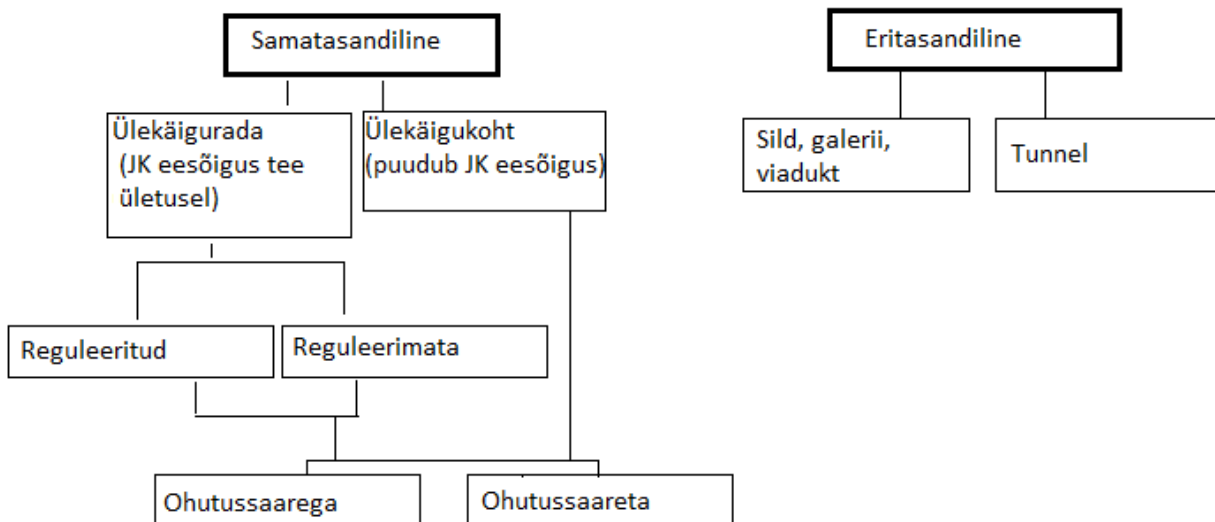 Samatasandiline
Eritasandiline
Ülekäigurada
(JK eesõigus tee
ületusel)
Ülekäigukoht
(puudub JK eesõigus)
Sild, galerii,
viadukt
Tunnel
Reguleeritud
Reguleerimata
Ohutussaarega
Ohutussaareta